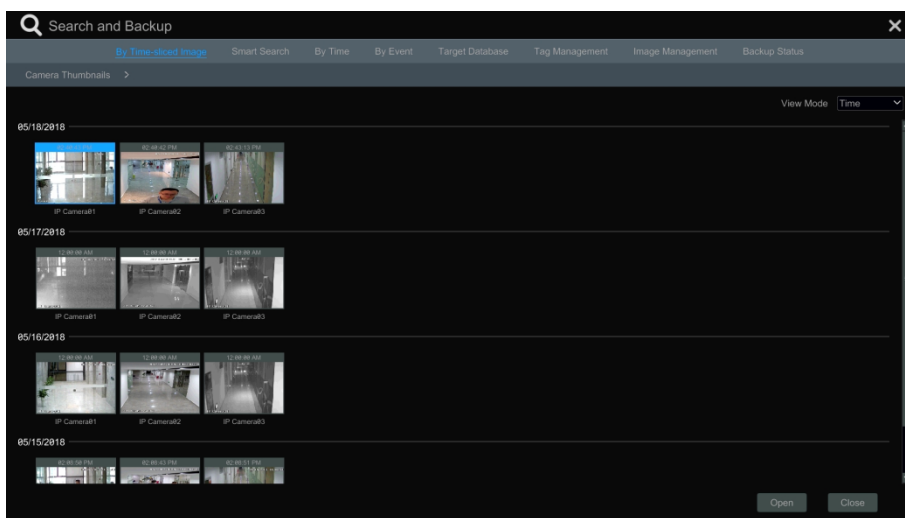 Search and Backup
By Time-sliced Image Smart Search By Time By Event Target Database Tag Management Image Management Backup Status
Camera Thumbnails >
View Mode Time
05/18/2018
02:40:42 PM 02:43:13 PM
IP Camera01 IP Camera02 IP Camera03
05/17/2018
12:00:00 AM 12:00:00 AM 12:00:00 AM
IP Camera01 IP Camera02 IP Camera03
05/16/2018
12:00:00 AM 12:00:00 AM 12:00:00 AM
IP Camera01 IP Camera02 IP Camera03
05/15/2018
Open Close